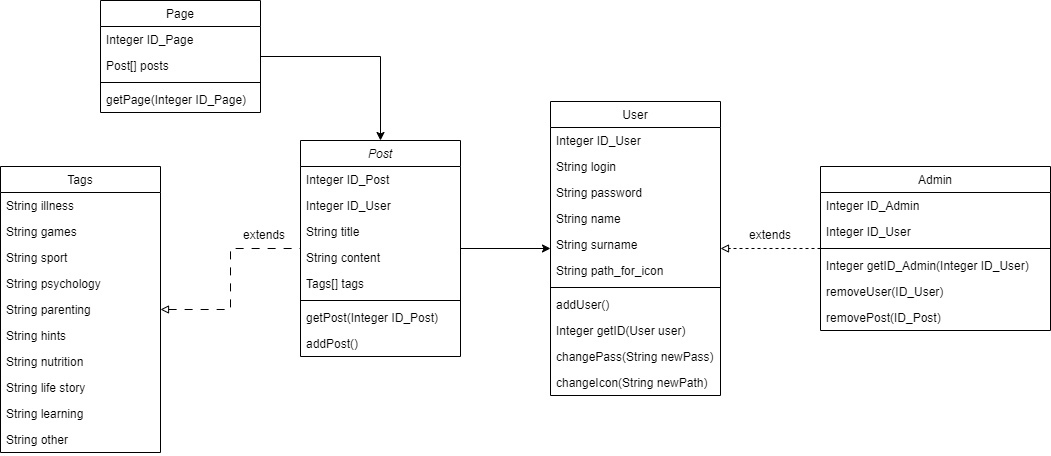 Page
Integer ID_Page
Post[] posts
getPage(Integer ID_Page)
Tags
String illness
String games
String sport
String psychology
String parenting
String hints
String nutrition
String life story
String learning
String other
extends
Post
Integer ID_Post
Integer ID_User
String title
String content
Tags[] tags
getPost(Integer ID_Post)
addPost()
User
Integer ID_User
String login
String password
String name
String surname
String path_for_icon
addUser()
Integer getID(User user)
changePass(String newPass)
changeIcon(String newPath)
extends
Admin
Integer ID_Admin
Integer ID_User
Integer getID_Admin(Integer ID_User)
removeUser(ID_User)
removePost(ID_Post)